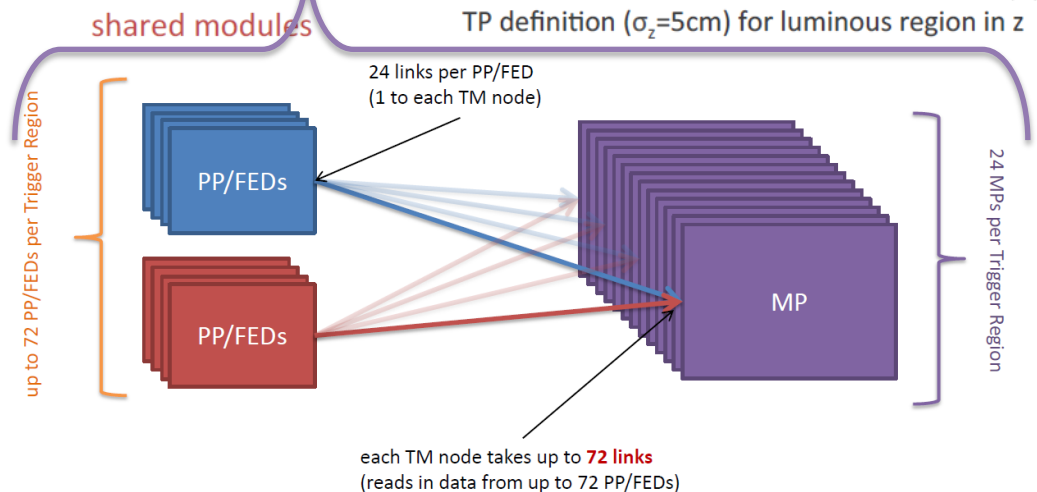 shared modules
TP definition (σz=5cm) for luminous region in z
24 links per PP/FED
(1 to each TM node)
up to 72 PP/FEDs per Trigger Region
PP/FEDs
PP/FEDs
MP
24 MPs per Trigger Region
each TM node takes up to 72 links
(reads in data from up to 72 PP/FEDs)